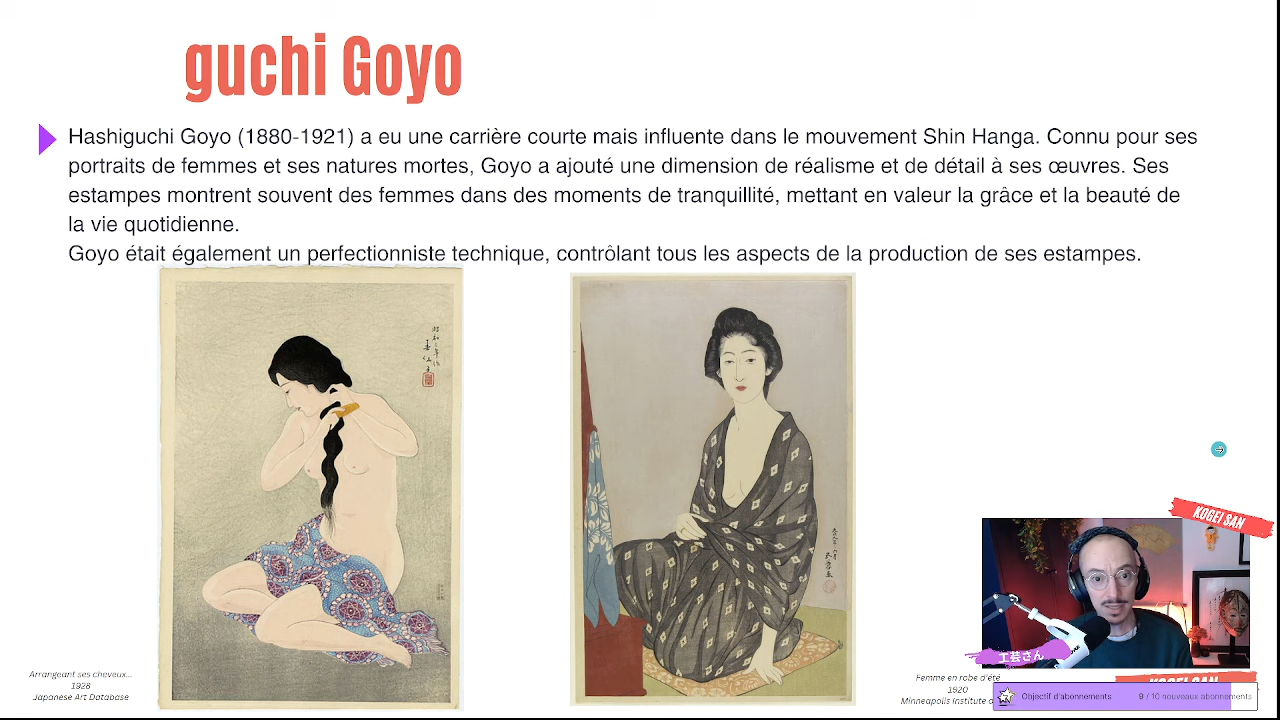 guchi Goyo
Hashiguchi Goyo (1880-1921) a eu une carrière courte mais influente dans le mouvement Shin Hanga. Connu pour ses
portraits de femmes et ses natures mortes, Goyo a ajouté une dimension de réalisme et de détail à ses œuvres. Ses
estampes montrent souvent des femmes dans des moments de tranquillité, mettant en valeur la grâce et la beauté de
la vie quotidienne.
Goyo était également un perfectionniste technique, contrôlant tous les aspects de la production de ses estampes.
Arrangeant ses cheveux...
1928
Japanese Art Database
Femme en robe d'été
1920
Minneapolis Institute
KOGEI SAN
工芸さん
KOGEI SAN
Objectif d'abonnements
9 / 10 nouveaux abonnements